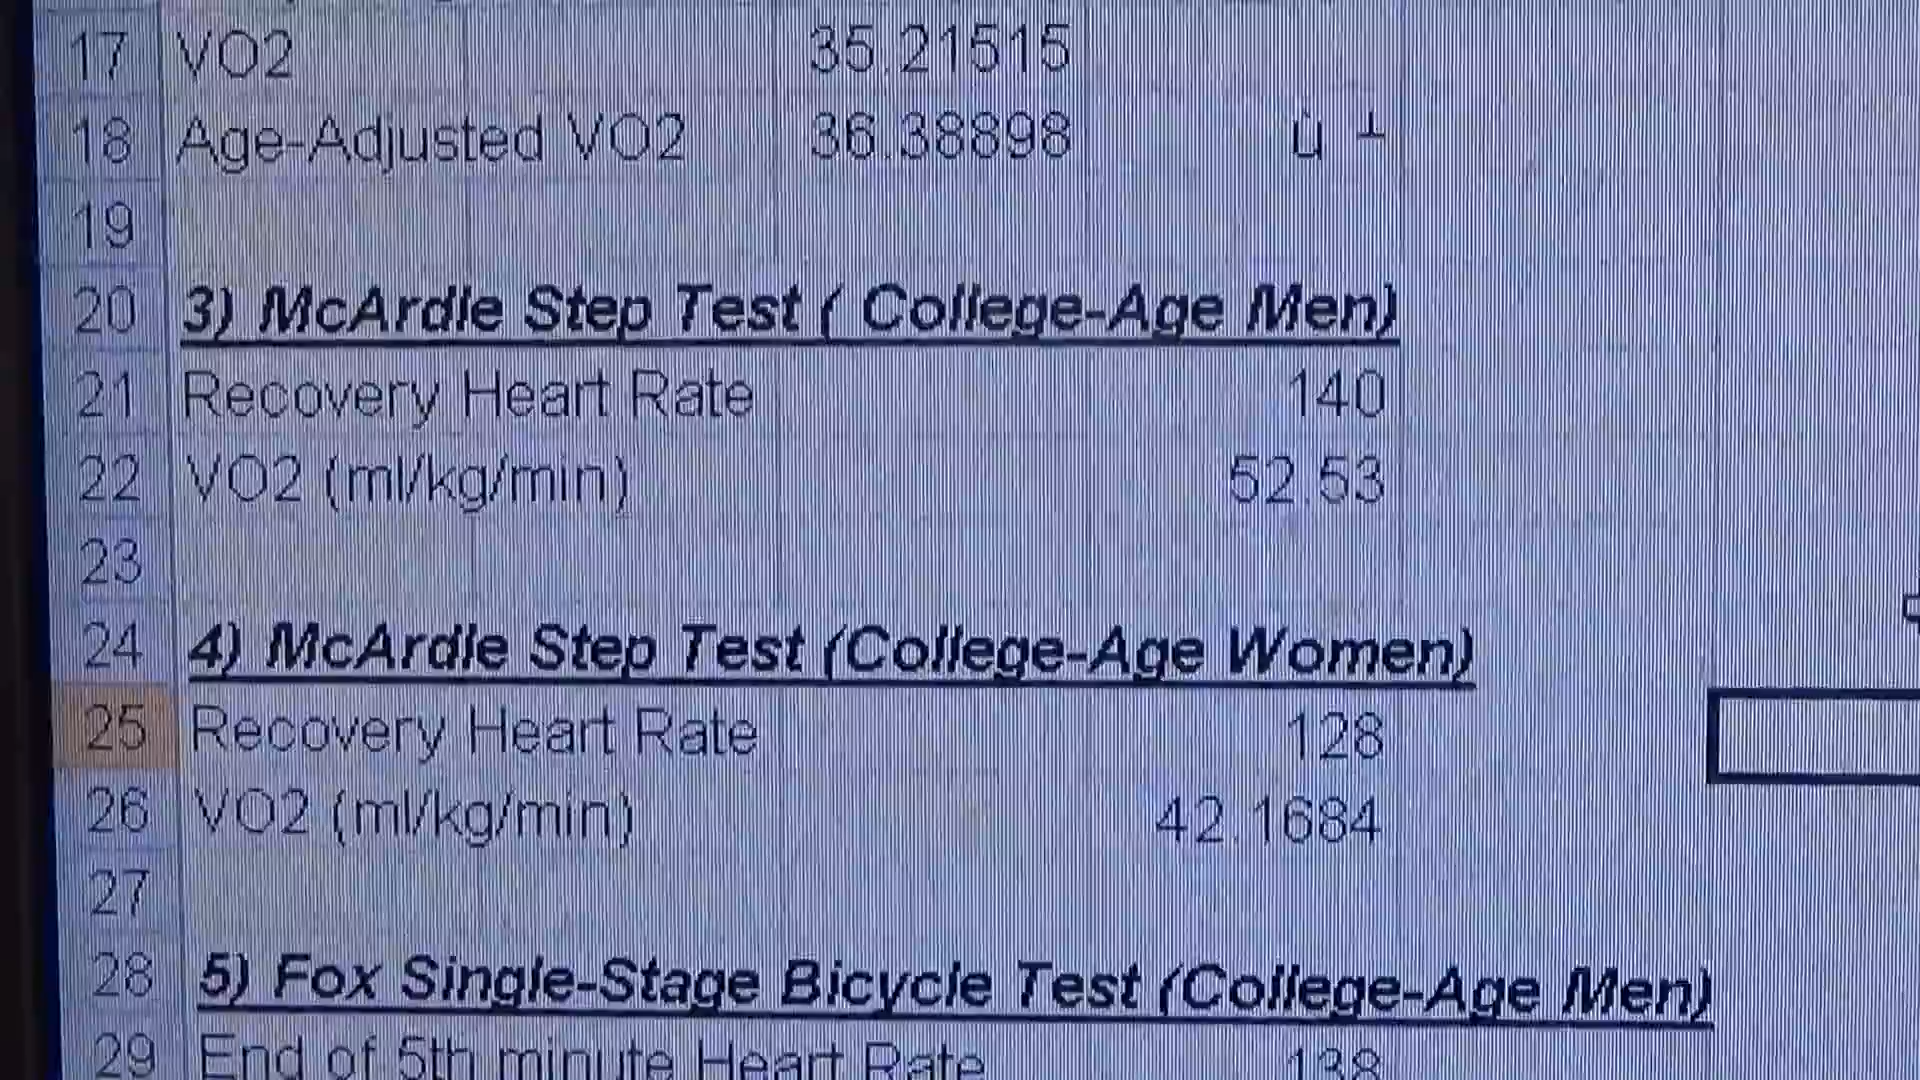 17 VO2 35.21515
18 Age-Adjusted VO2 36.38898 ù ┴
19
20 3) McArdle Step Test ( College-Age Men)
21 Recovery Heart Rate 140
22 VO2 (ml/kg/min) 52.53
23
24 4) McArdle Step Test (College-Age Women)
25 Recovery Heart Rate 128
26 VO2 (ml/kg/min) 42.1684
27
28 5) Fox Single-Stage Bicycle Test (College-Age Men)
29 End of 5th minute Heart Rate 138